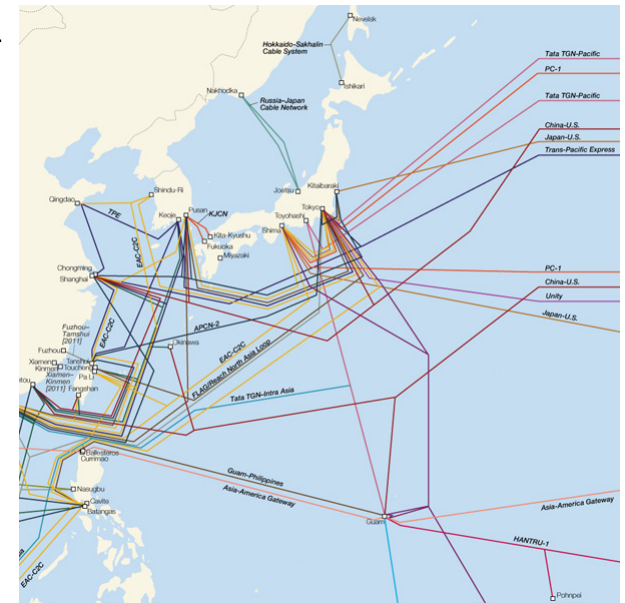 Nevelsk
Hokkaido-Sakhalin
Cable System
Ishikari
Tata TGN-Pacific
PC-1
Nakhodka
Russia–Japan
Cable Network
Tata TGN-Pacific
China-U.S.
Japan-U.S.
Trans-Pacific Express
Joetsu
Kitaibaraki
Shindu-Ri
Qingdao
TPE
Keoje
Pusan
KJCN
Tokyo
Toyohashi
Shima
Kita-Kyushu
Fukuoka
Miyazaki
EAC-C2C
Chongming
Shanghai
PC-1
China-U.S.
Unity
Japan-U.S.
Fuzhou–
Tamshui
[2011]
EAC-C2C
APCN-2
Okinawa
EAC-C2C
FLAG/Reach North Asia Loop
Fuzhou
Xiamen
Kinmen
Xiamen-
Kinmen
[2011]
Tanshui
Toucheng
Pa Li
Fangshan
Tata TGN-Intra Asia
Ballesteros
Currimao
Guam-Philippines
Asia-America Gateway
Nasugbu
Cavite
Batangas
Guam
Asia-America Gateway
HANTRU-1
EAC-C2C
Pohnpei